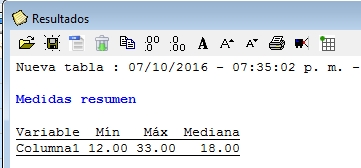 Resultados
Nueva tabla : 07/10/2016 - 07:35:02 p. m. -
Medidas resumen
Variable Mín Máx Mediana
Columna1 12.00 33.00 18.00